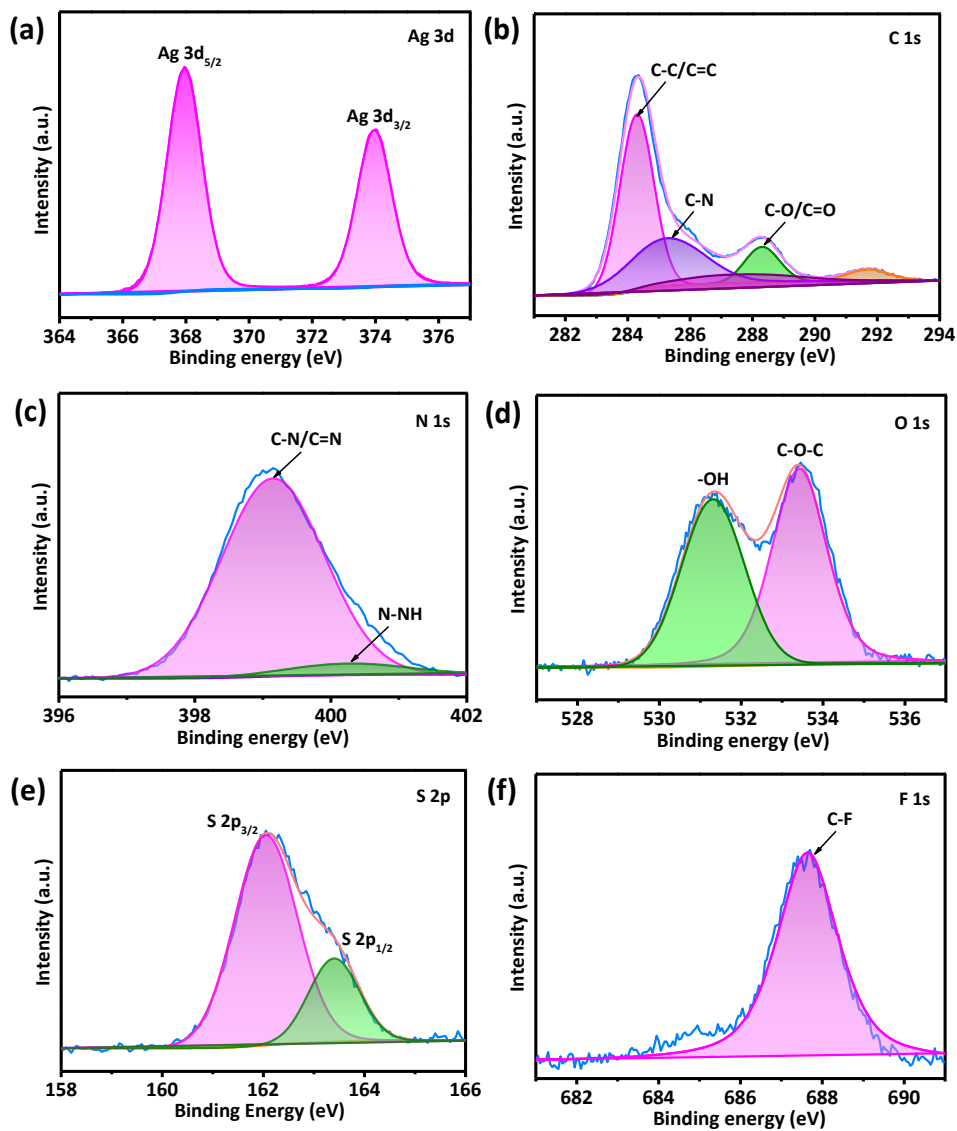 (a)
Ag 3d
Ag 3d5/2
Ag 3d3/2
Intensity (a.u.)
364 366 368 370 372 374 376
Binding energy (eV)
(b)
C 1s
C-C/C=C
C-N
C-O/C=O
Intensity (a.u.)
282 284 286 288 290 292 294
Binding energy (eV)
(c)
N 1s
C-N/C=N
N-NH
Intensity (a.u.)
396 398 400 402
Binding energy (eV)
(d)
O 1s
C-O-C
-OH
Intensity (a.u.)
528 530 532 534 536
Binding energy (eV)
(e)
S 2p
S 2p3/2
S 2p1/2
Intensity (a.u.)
158 160 162 164 166
Binding Energy (eV)
(f)
F 1s
C-F
Intensity (a.u.)
682 684 686 688 690
Binding energy (eV)